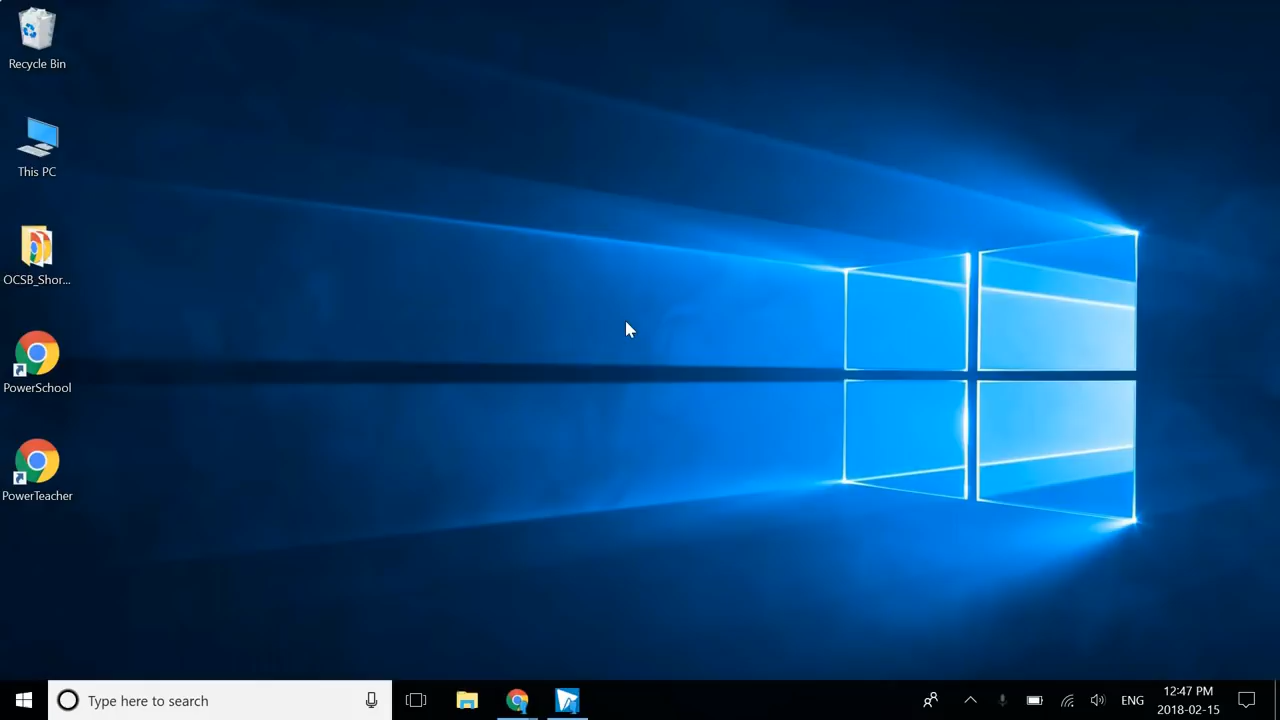 Recycle Bin
This PC
OCSB_Shor...
PowerSchool
PowerTeacher
Type here to search
ENG
12:47 PM
2018-02-15